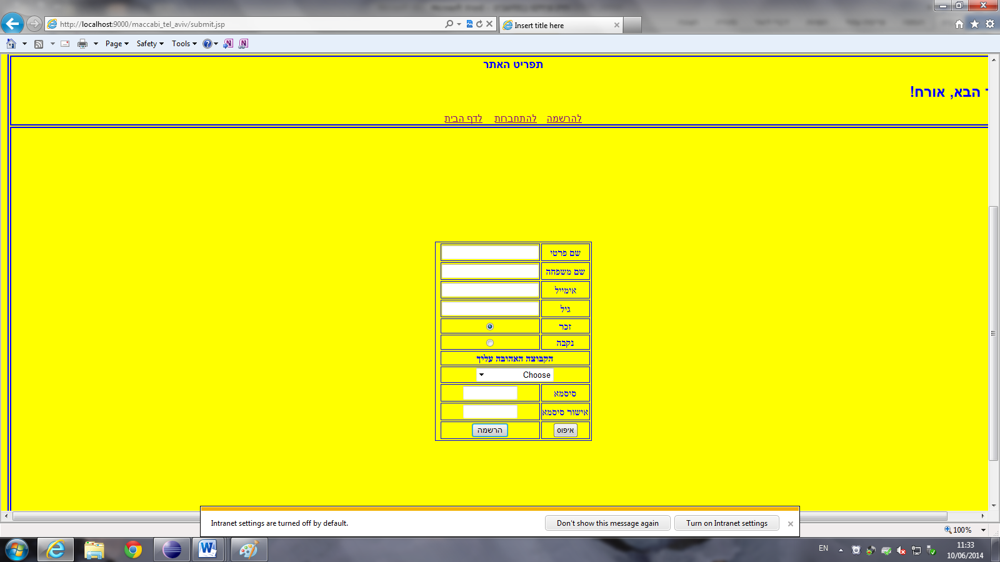 http://localhost:9000/maccabi_tel_aviv/submit.jsp
Insert title here
Page Safety Tools
תפריט האתר
הבא, אורח!
להרשמה להתחברות לדף הבית
שם פרטי
שם משפחה
אימייל
גיל
זכר
נקבה
הקבוצה האהובה עליך
Choose
סיסמא
אישור סיסמא
איפוס הרשמה
Intranet settings are turned off by default. Don't show this message again Turn on Intranet settings
100%
EN 11:33
10/06/2014